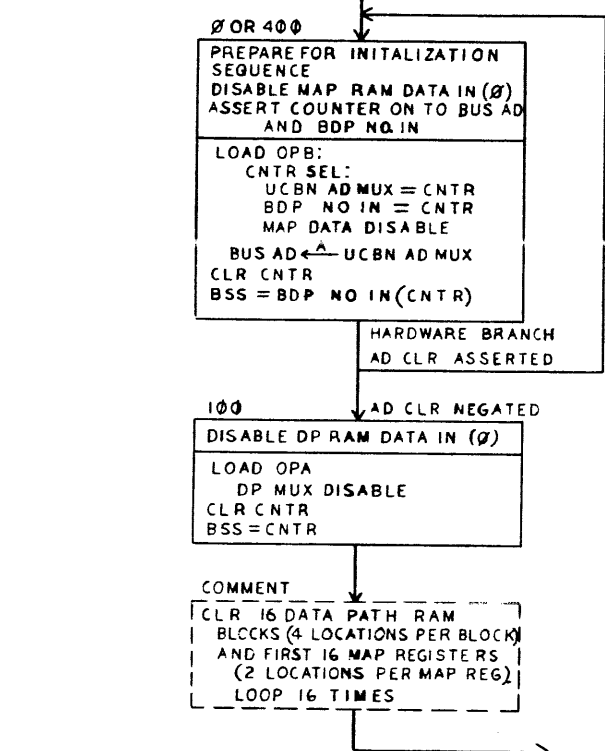 Ø OR 4ØØ
PREPARE FOR INITALIZATION
SEQUENCE
DISABLE MAP RAM DATA IN (Ø)
ASSERT COUNTER ON TO BUS AD
AND BDP NO. IN
LOAD OPB:
CNTR SEL:
UCBN AD MUX = CNTR
BDP NO IN = CNTR
MAP DATA DISABLE
BUS AD ←A— UCBN AD MUX
CLR CNTR
BSS = BDP NO IN (CNTR)
HARDWARE BRANCH
AD CLR ASSERTED
1ØØ
AD CLR NEGATED
DISABLE DP RAM DATA IN (Ø)
LOAD OPA
DP MUX DISABLE
CLR CNTR
BSS = CNTR
COMMENT
CLR 16 DATA PATH RAM
BLOCKS (4 LOCATIONS PER BLOCK)
AND FIRST 16 MAP REGISTERS
(2 LOCATIONS PER MAP REG)
LOOP 16 TIMES